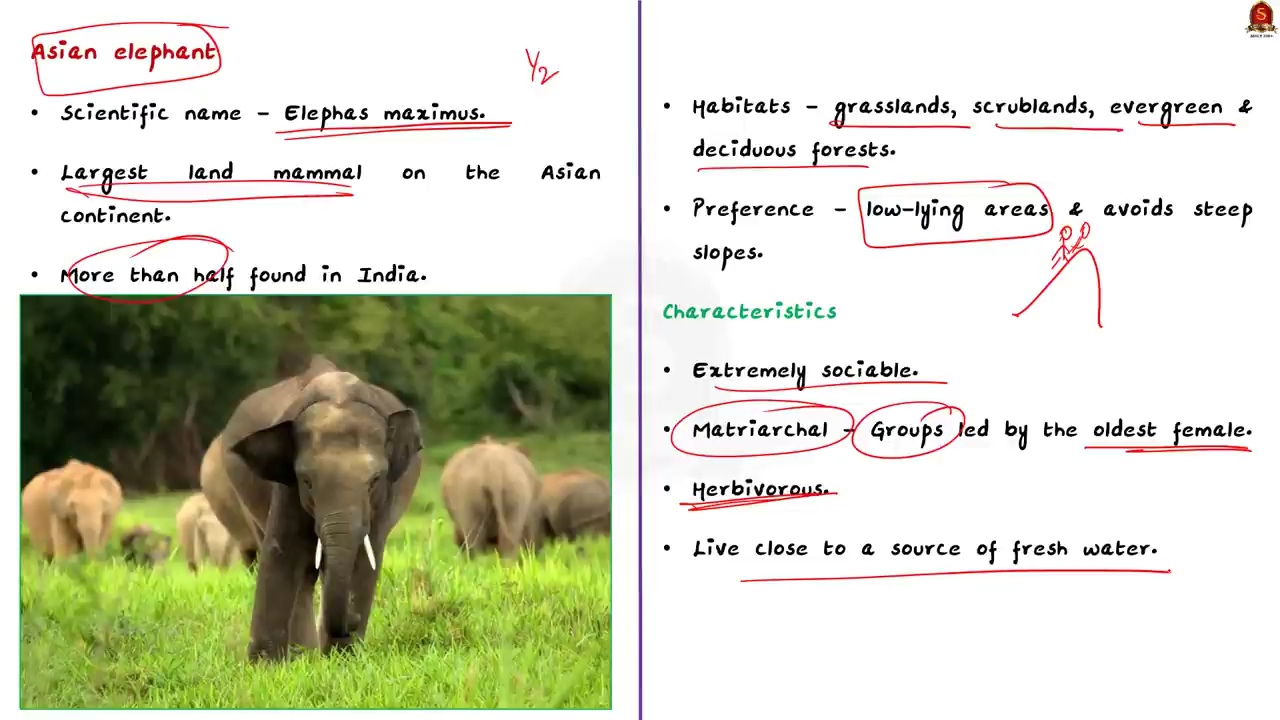 Asian elephant
1/2
• Scientific name – Elephas maximus.
• Largest land mammal on the Asian
continent.
• More than half found in India.
• Habitats – grasslands, scrublands, evergreen &
deciduous forests.
• Preference – low-lying areas & avoids steep
slopes.
Characteristics
• Extremely sociable.
• Matriarchal – Groups led by the oldest female.
• Herbivorous.
• Live close to a source of fresh water.
S